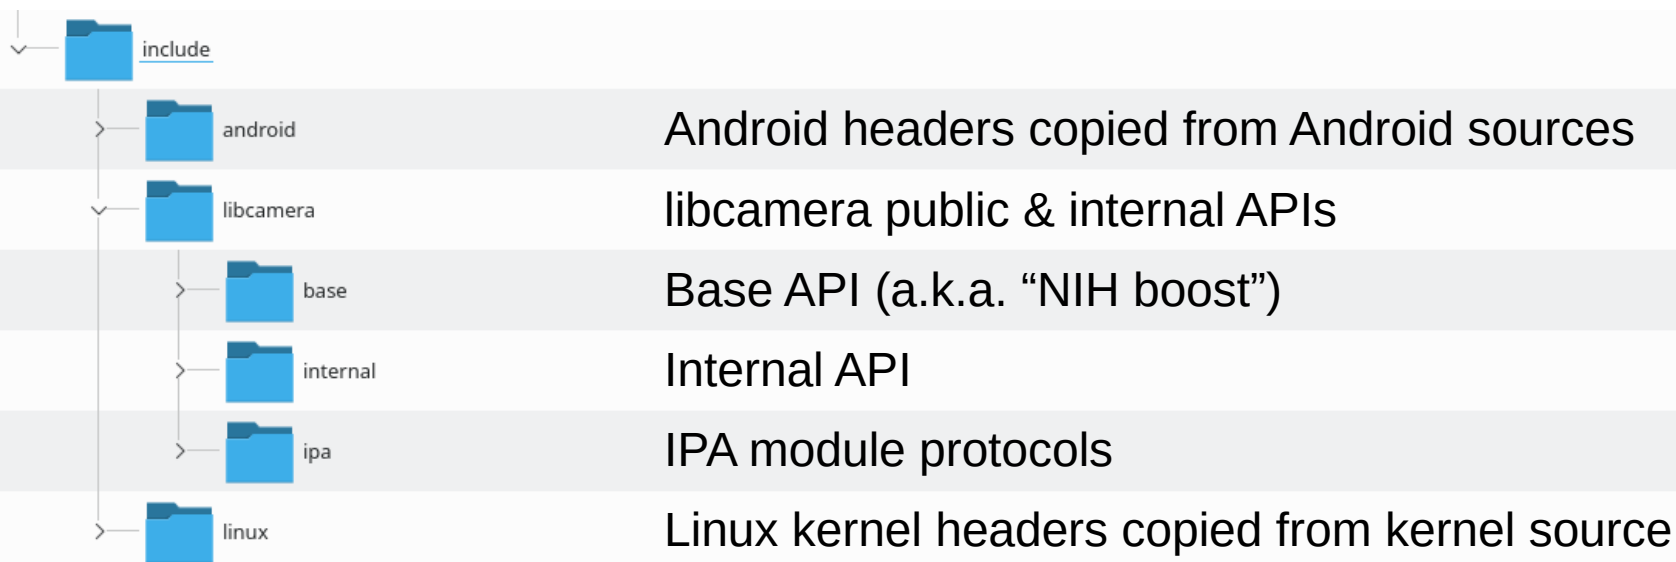 include
android Android headers copied from Android sources
libcamera libcamera public & internal APIs
base Base API (a.k.a. “NIH boost”)
internal Internal API
ipa IPA module protocols
linux Linux kernel headers copied from kernel source